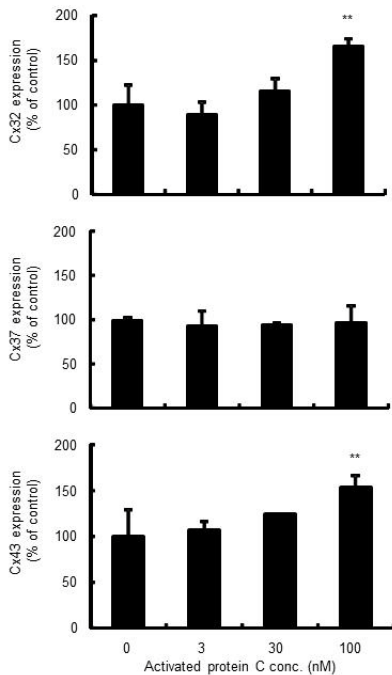 Cx32 expression
(% of control)
200
150
100
50
0
**
Cx37 expression
(% of control)
200
150
100
50
0
Cx43 expression
(% of control)
200
150
100
50
0
**
0 3 30 100
Activated protein C conc. (nM)